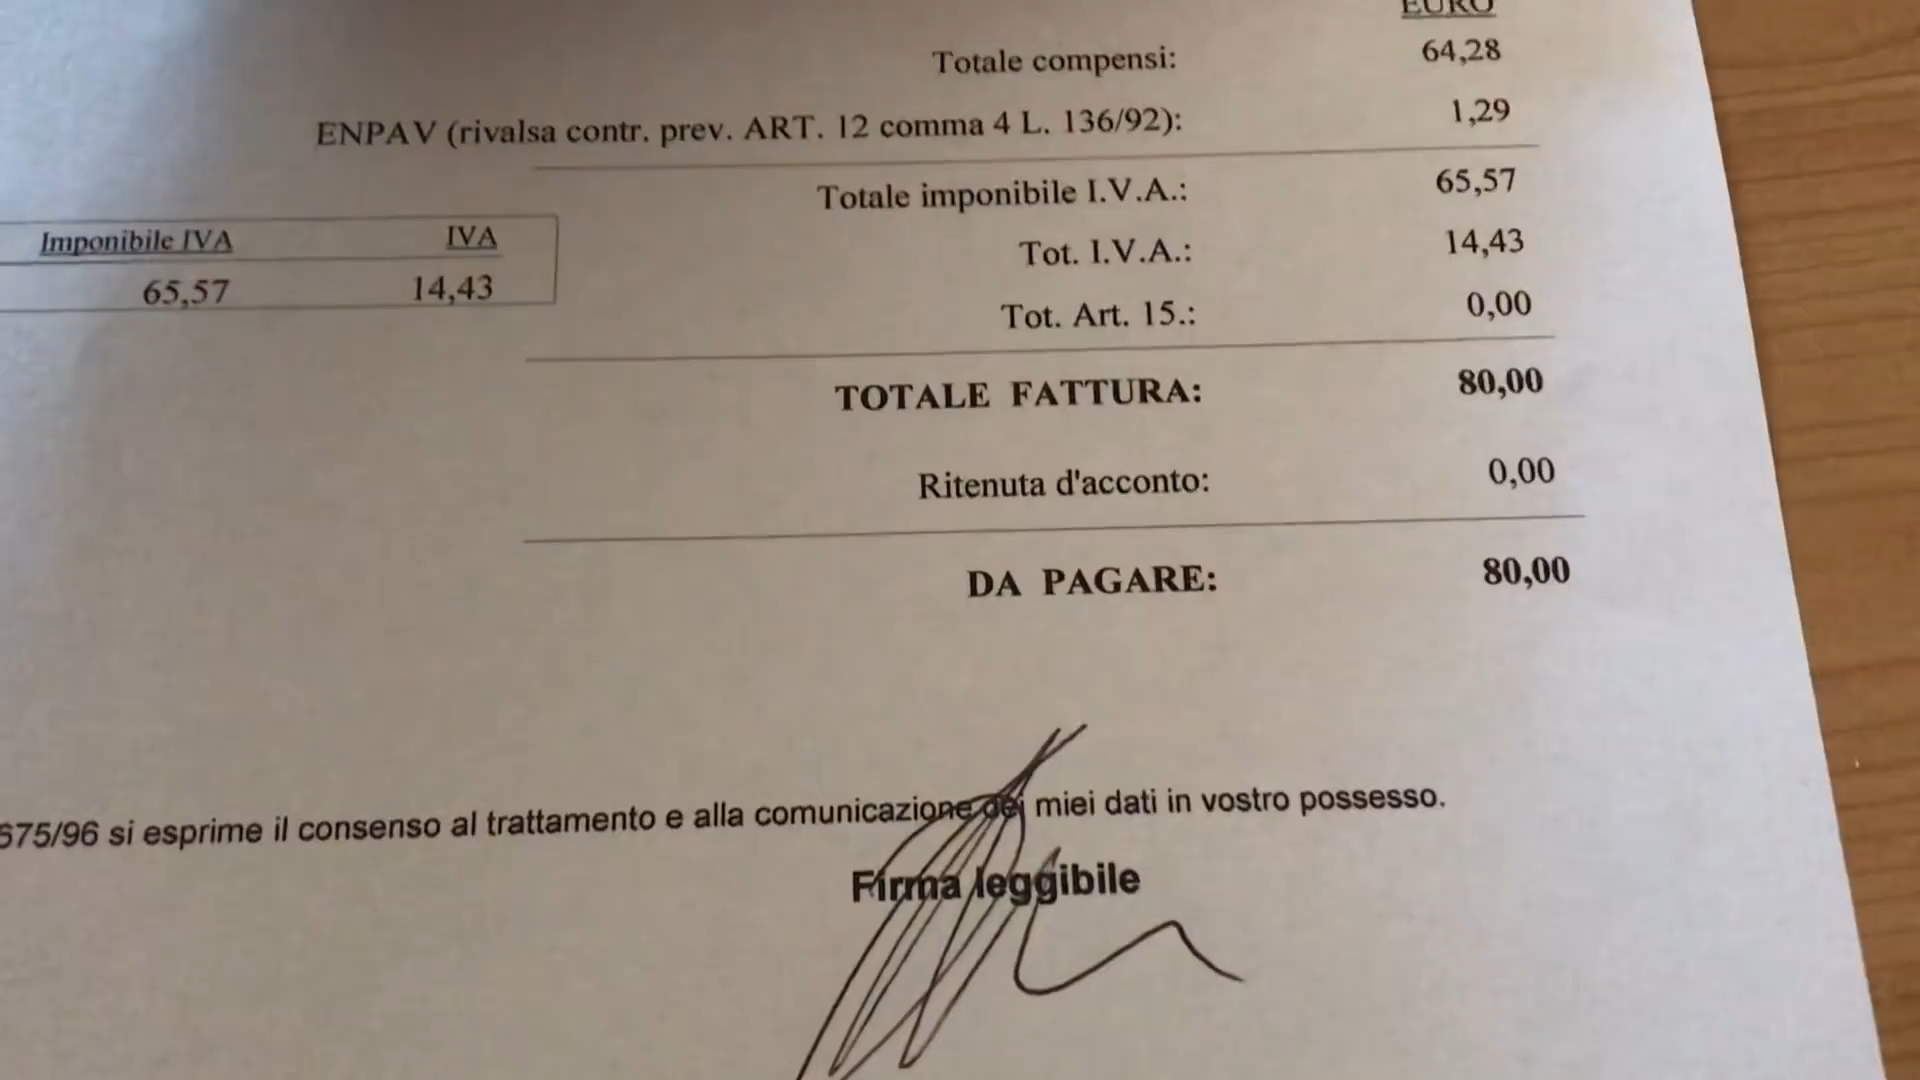 EURO
Totale compensi: 64,28
ENPAV (rivalsa contr. prev. ART. 12 comma 4 L. 136/92): 1,29
Totale imponibile I.V.A.: 65,57
Imponibile IVA IVA
Tot. I.V.A.: 14,43
65,57 14,43
Tot. Art. 15.: 0,00
TOTALE FATTURA: 80,00
Ritenuta d'acconto: 0,00
DA PAGARE: 80,00
675/96 si esprime il consenso al trattamento e alla comunicazione dei miei dati in vostro possesso.
Firma leggibile